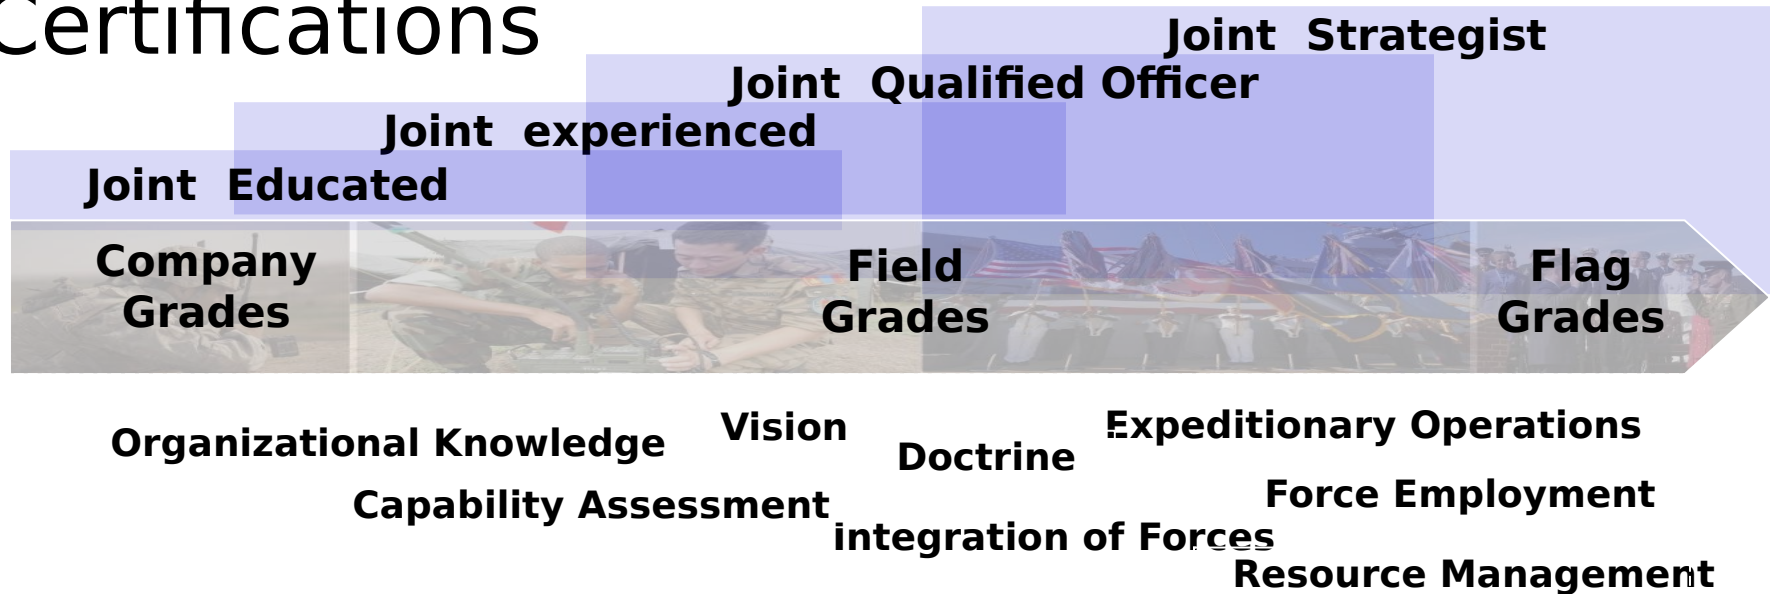 Certifications
Joint Strategist
Joint Qualified Officer
Joint experienced
Joint Educated
Company
Grades
Field
Grades
Flag
Grades
Organizational Knowledge
Vision
Doctrine
Expeditionary Operations
Capability Assessment
Force Employment
integration of Forces
Resource Management